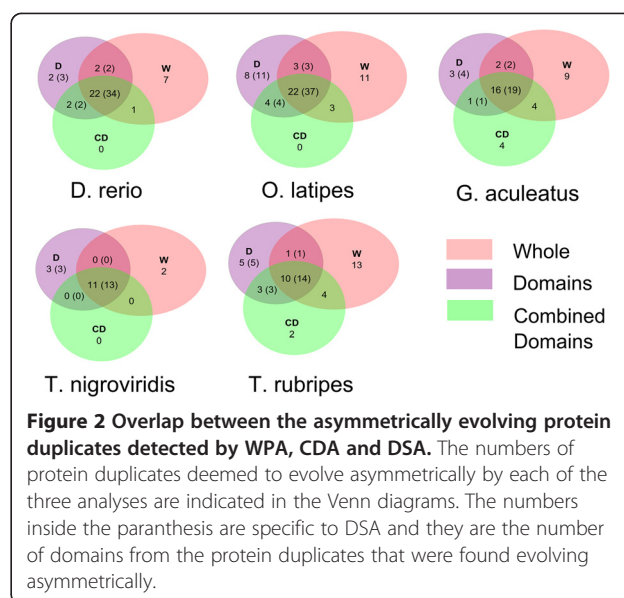 D
2 (3)
2 (2)
W
7
22 (34)
2 (2)
1
CD
0
D. rerio
D
8 (11)
3 (3)
W
11
22 (37)
4 (4)
3
CD
0
O. latipes
D
3 (4)
2 (2)
W
9
16 (19)
1 (1)
4
CD
4
G. aculeatus
D
3 (3)
0 (0)
W
2
11 (13)
0 (0)
0
CD
0
T. nigroviridis
D
5 (5)
1 (1)
W
13
10 (14)
3 (3)
4
CD
2
T. rubripes
Whole
Domains
Combined
Domains
Figure 2 Overlap between the asymmetrically evolving protein
duplicates detected by WPA, CDA and DSA. The numbers of
protein duplicates deemed to evolve asymmetrically by each of the
three analyses are indicated in the Venn diagrams. The numbers
inside the paranthesis are specific to DSA and they are the number
of domains from the protein duplicates that were found evolving
asymmetrically.